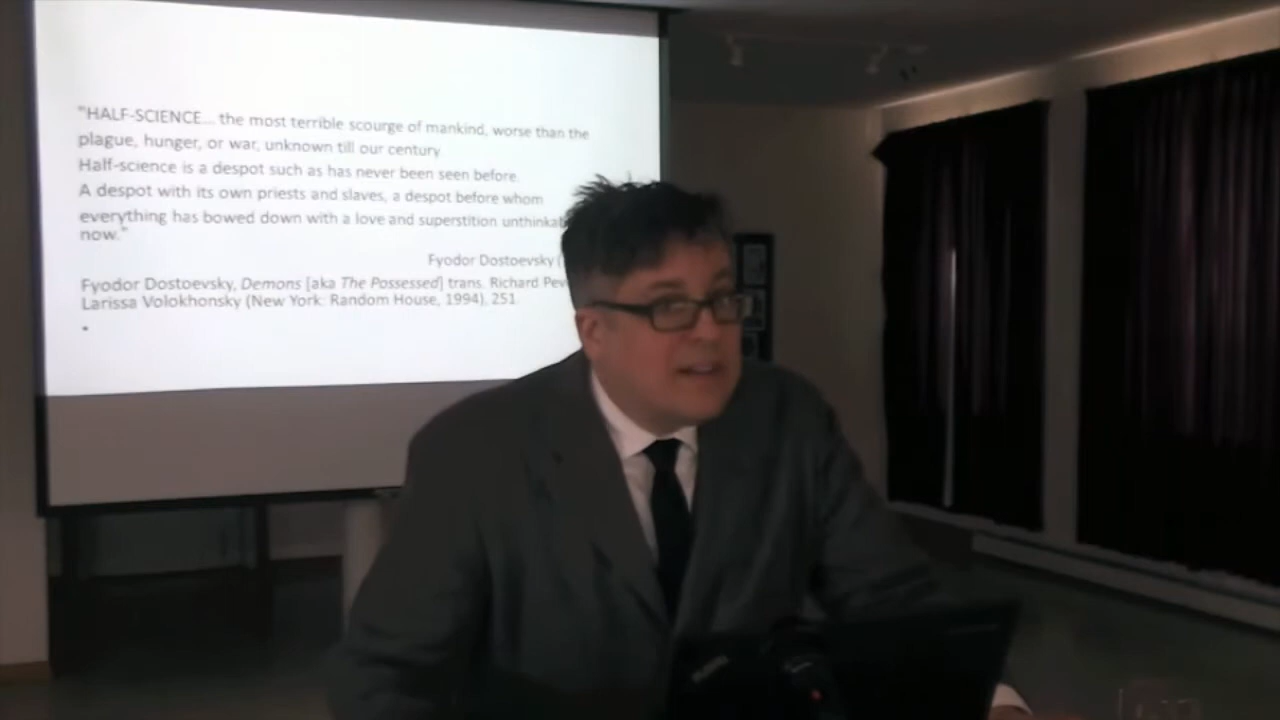 "HALF-SCIENCE... the most terrible scourge of mankind, worse than the
plague, hunger, or war, unknown till our century
Half-science is a despot such as has never been seen before.
A despot with its own priests and slaves, a despot before whom
everything has bowed down with a love and superstition
now."
Fyodor Dostoevsky (
Fyodor Dostoevsky, Demons [aka The Possessed] trans. Richard
Larissa Volokhonsky (New York: Random House, 1994). 251